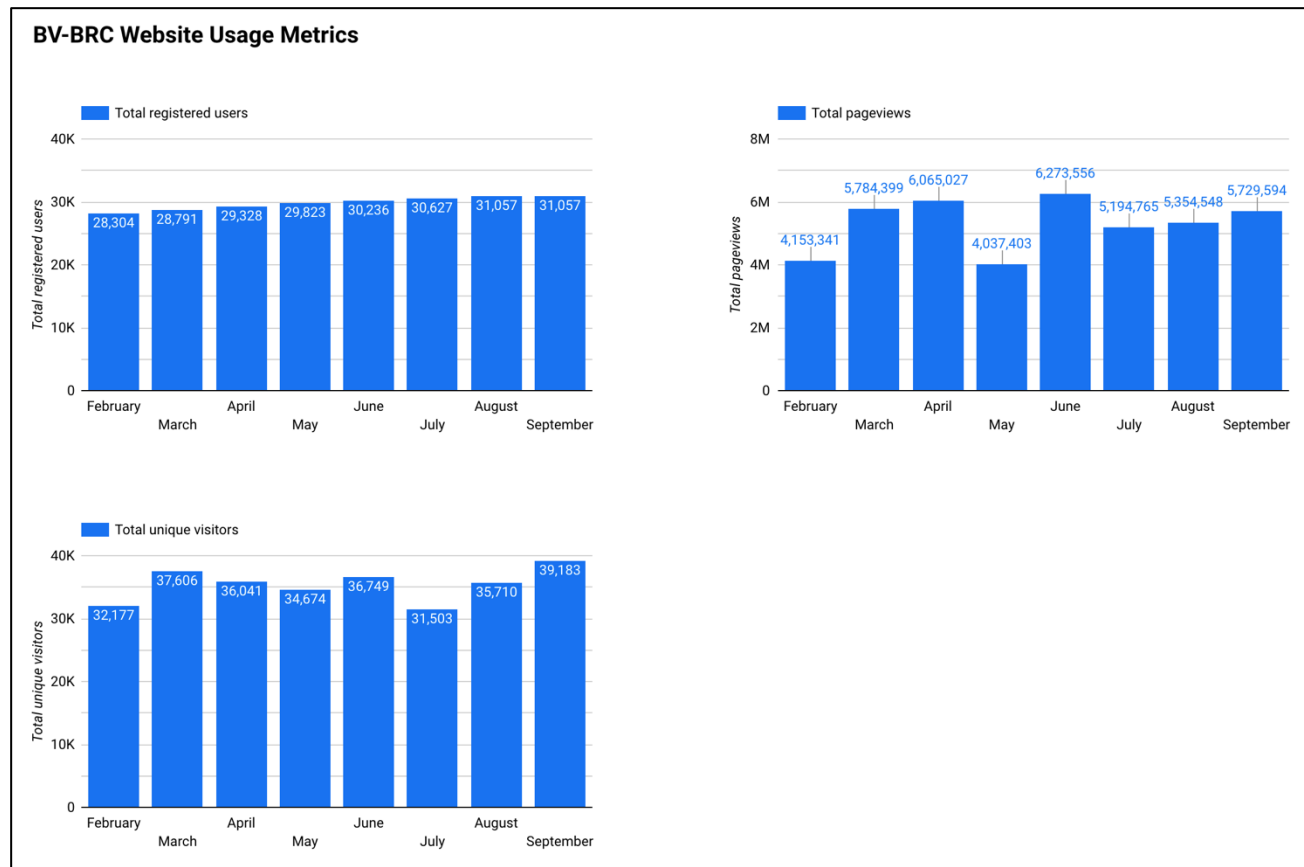 BV-BRC Website Usage Metrics
Total registered users
40K
30K
20K
10K
0
Total registered users
28,304 28,791 29,328 29,823 30,236 30,627 31,057 31,057
February March April May June July August September
Total pageviews
8M
6M
4M
2M
0
Total pageviews
4,153,341 5,784,399 6,065,027 4,037,403 6,273,556 5,194,765 5,354,548 5,729,594
February March April May June July August September
Total unique visitors
40K
30K
20K
10K
0
Total unique visitors
32,177 37,606 36,041 34,674 36,749 31,503 35,710 39,183
February March April May June July August September